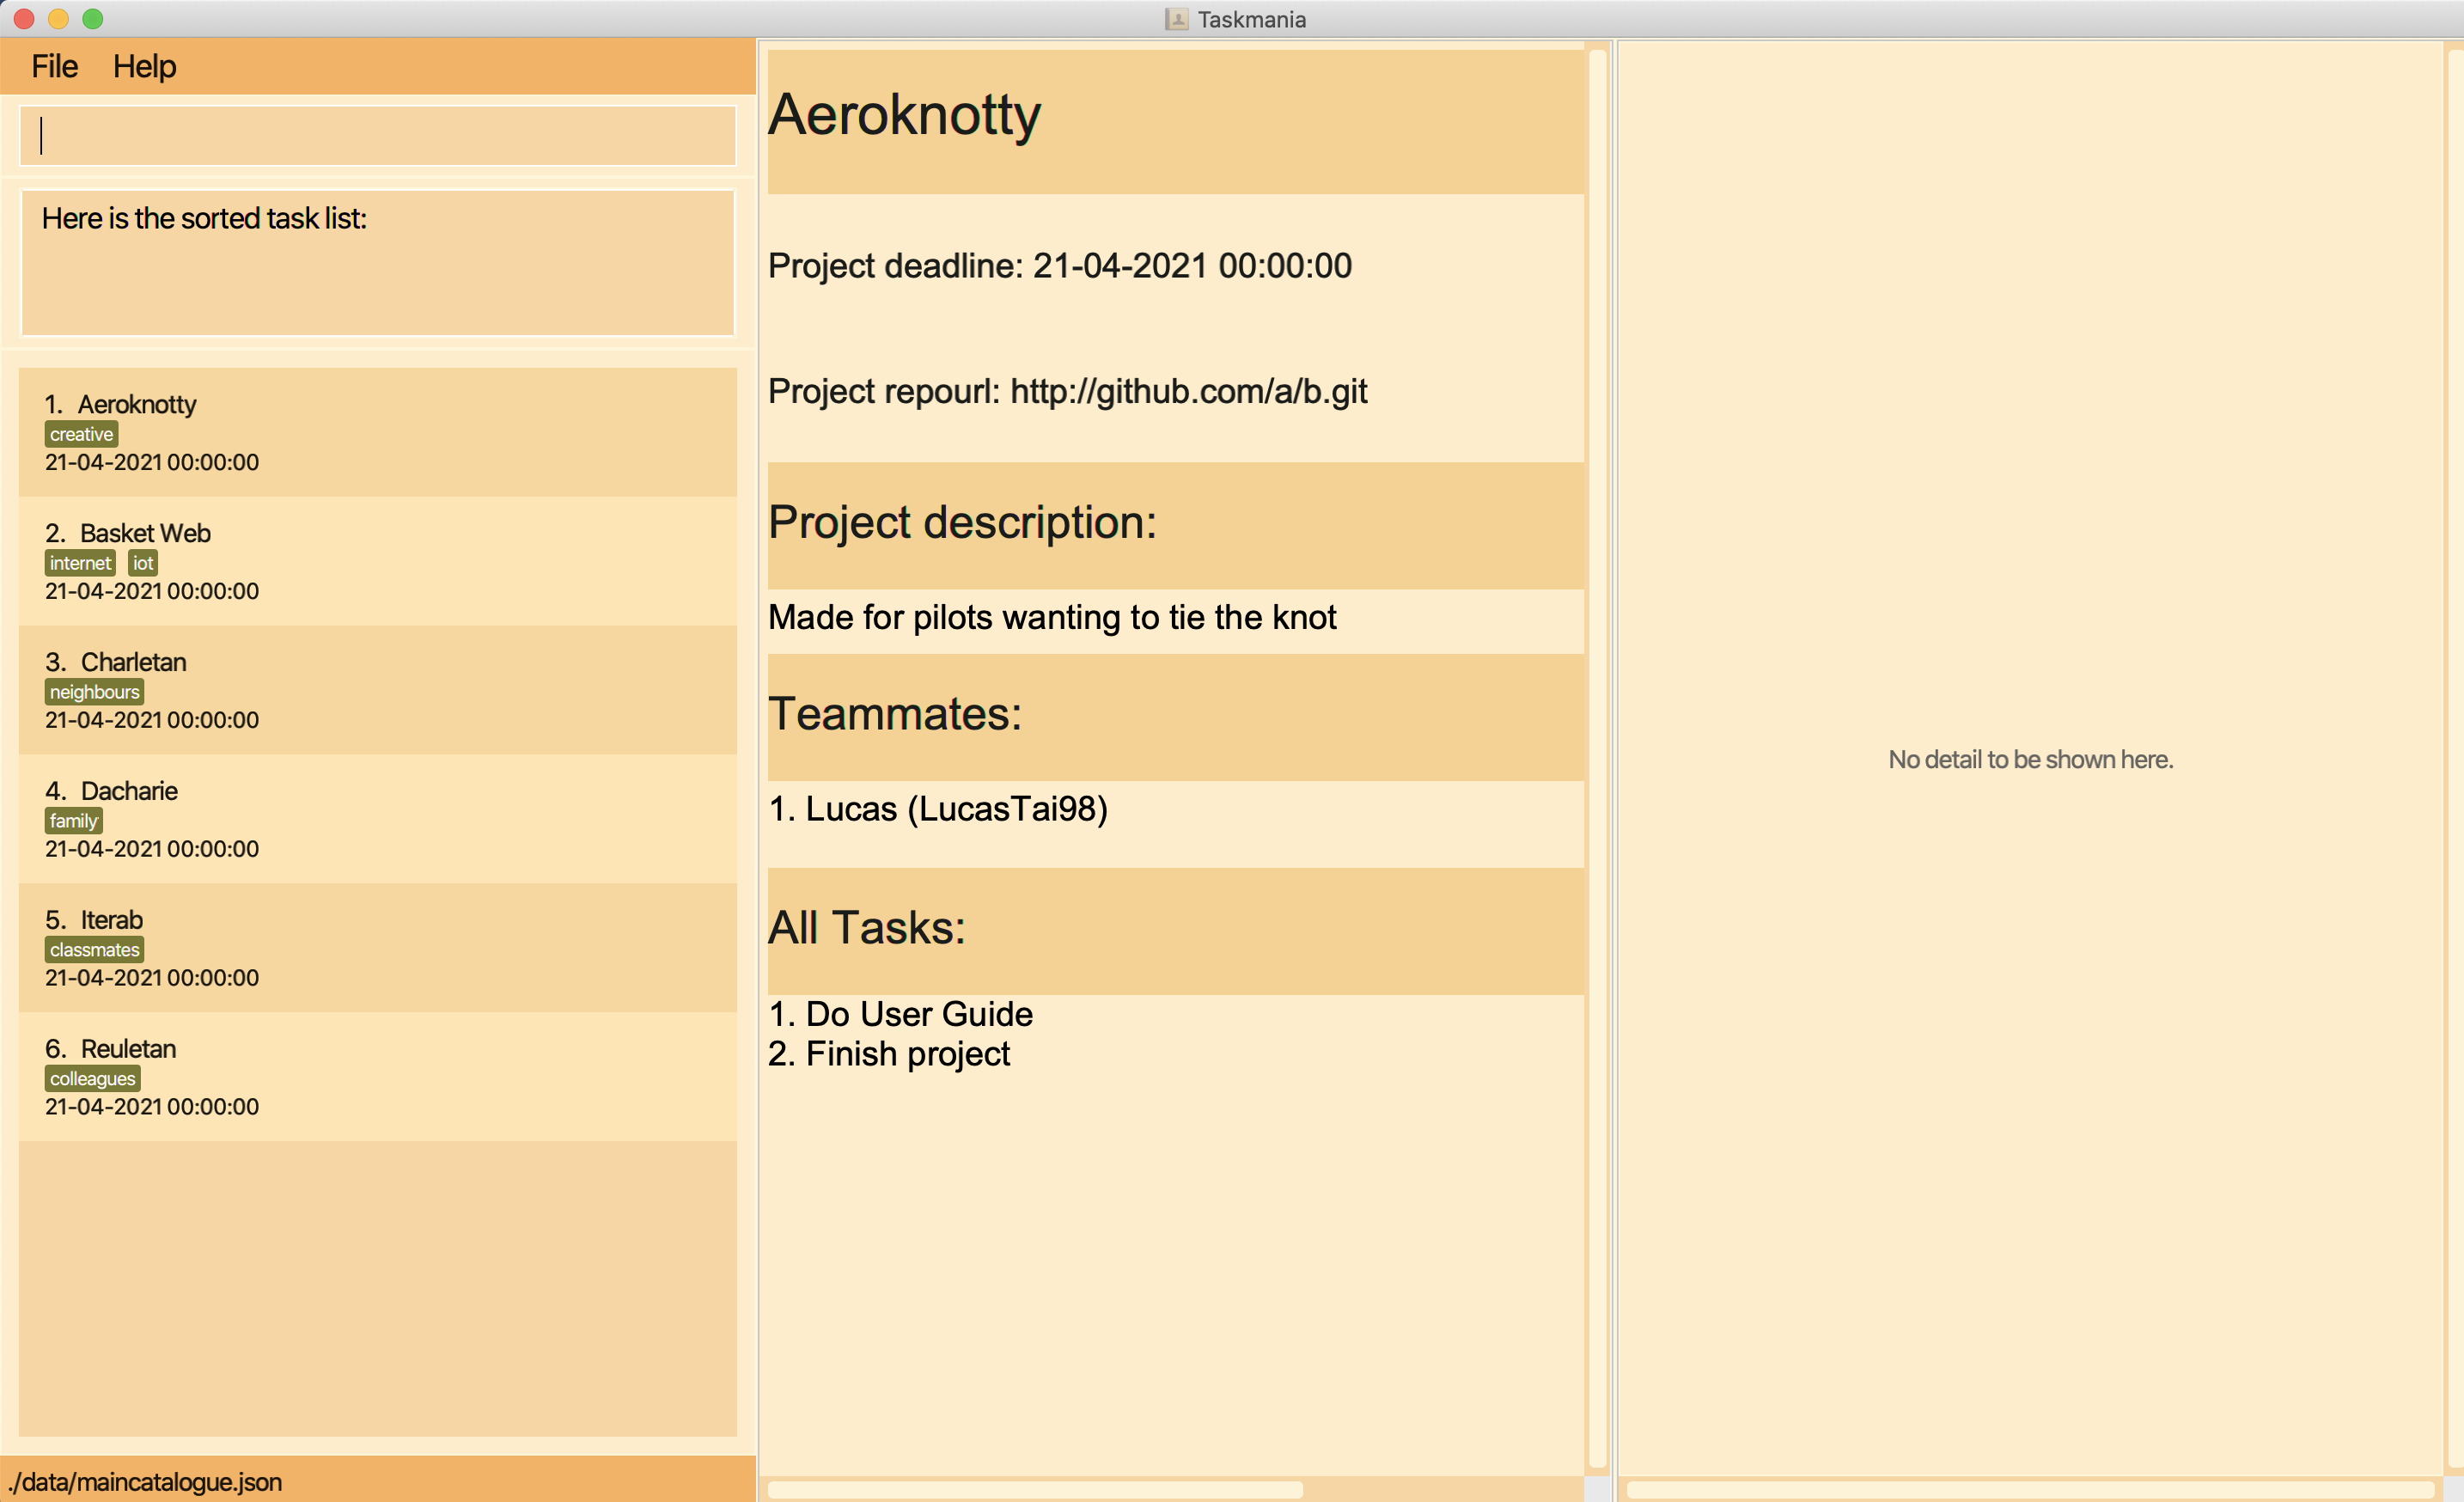 Taskmania
File Help
Here is the sorted task list:
1. Aeroknotty
creative
21-04-2021 00:00:00
2. Basket Web
internet iot
21-04-2021 00:00:00
3. Charletan
neighbours
21-04-2021 00:00:00
4. Dacharie
family
21-04-2021 00:00:00
5. Iterab
classmates
21-04-2021 00:00:00
6. Reuletan
colleagues
21-04-2021 00:00:00
./data/maincatalogue.json
Aeroknotty
Project deadline: 21-04-2021 00:00:00
Project repourl: http://github.com/a/b.git
Project description:
Made for pilots wanting to tie the knot
Teammates:
1. Lucas (LucasTai98)
All Tasks:
1. Do User Guide
2. Finish project
No detail to be shown here.